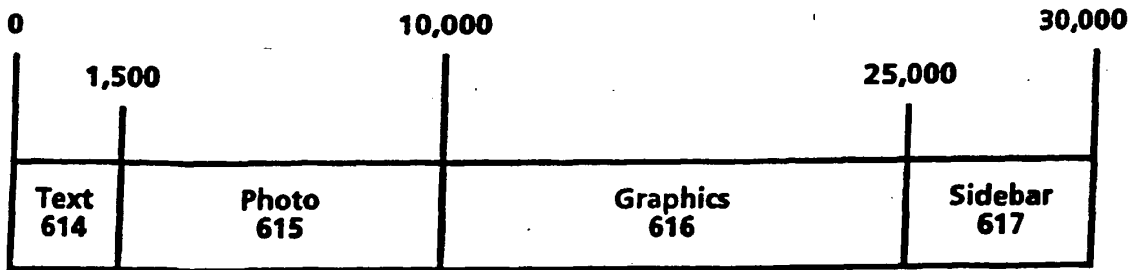 0
10,000
30,000
1,500
25,000
Text
614
Photo
615
Graphics
616
Sidebar
617